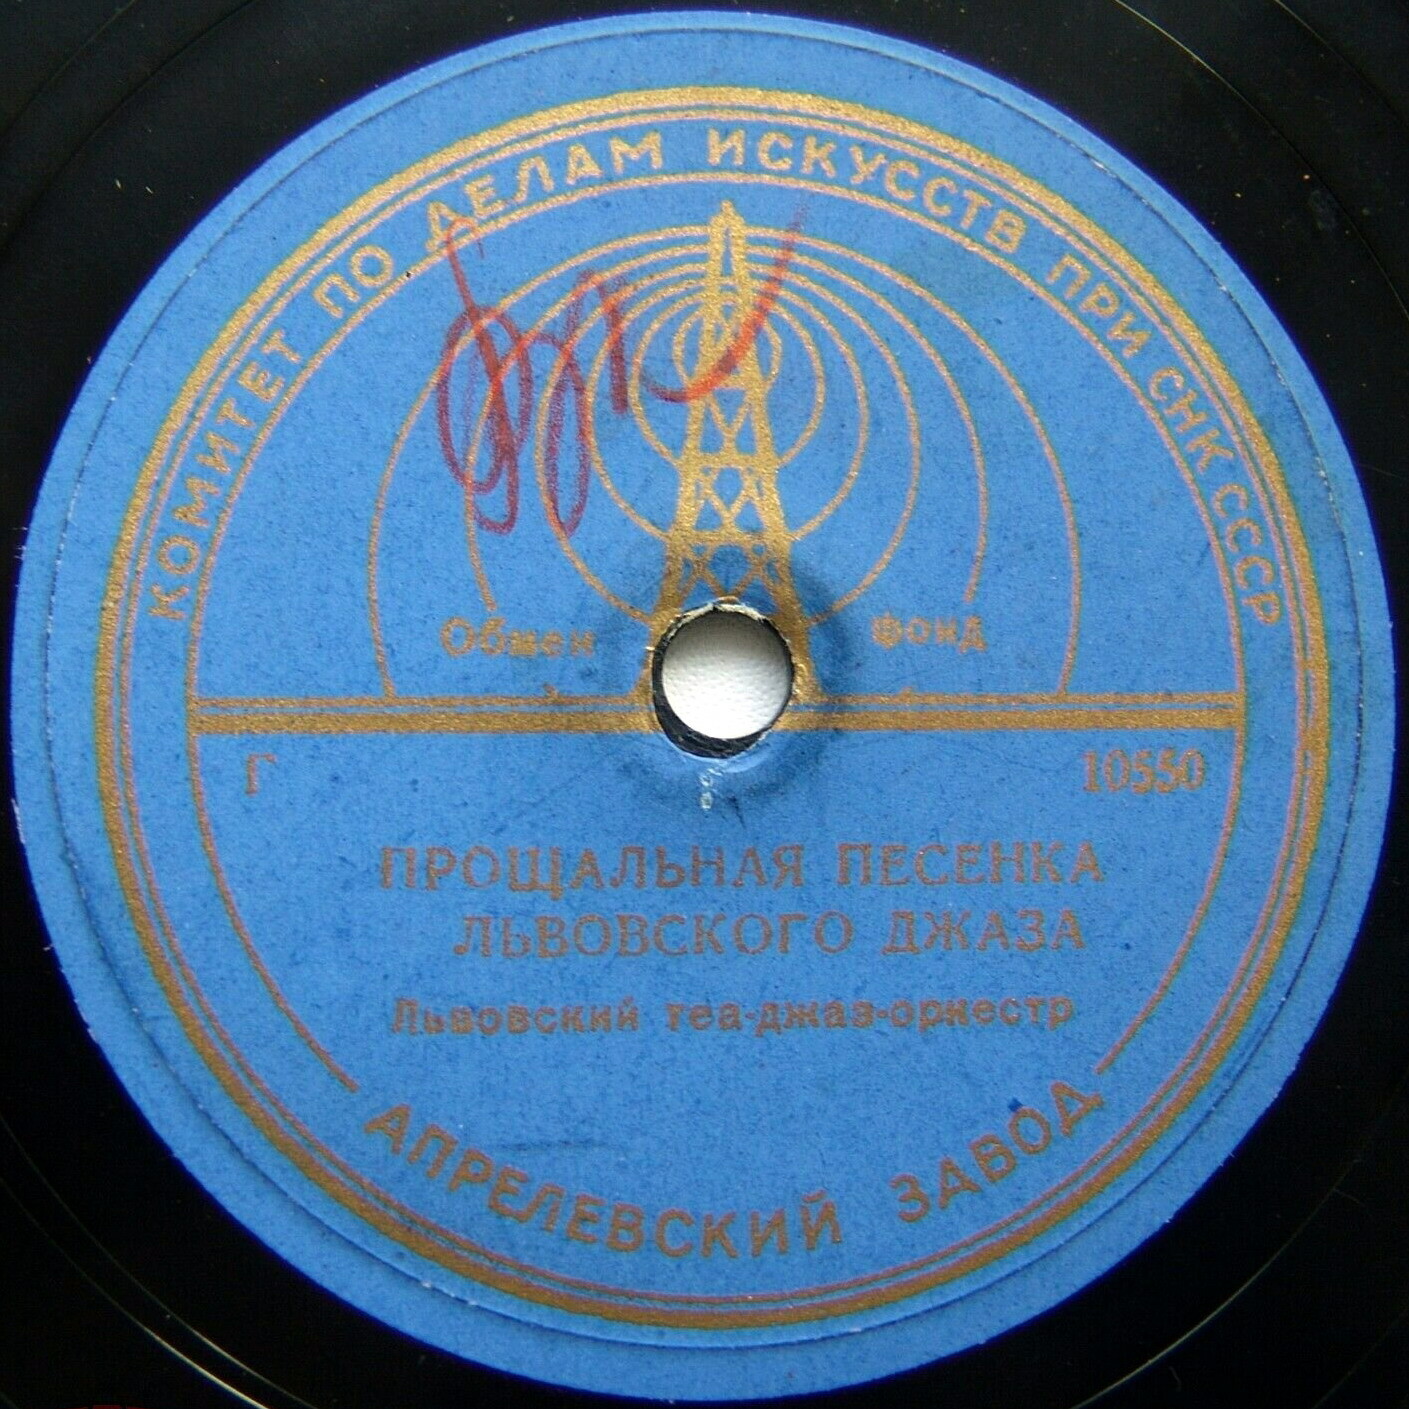 КОМИТЕТ ПО ДЕЛАМ ИСКУССТВ ПРИ СНК СССР
Обмен фонд
Г 10550
ПРОЩАЛЬНАЯ ПЕСЕНКА
ЛЬВОВСКОГО ДЖАЗА
Львовский теа-джаз-оркестр
АПРЕЛЕВСКИЙ ЗАВОД